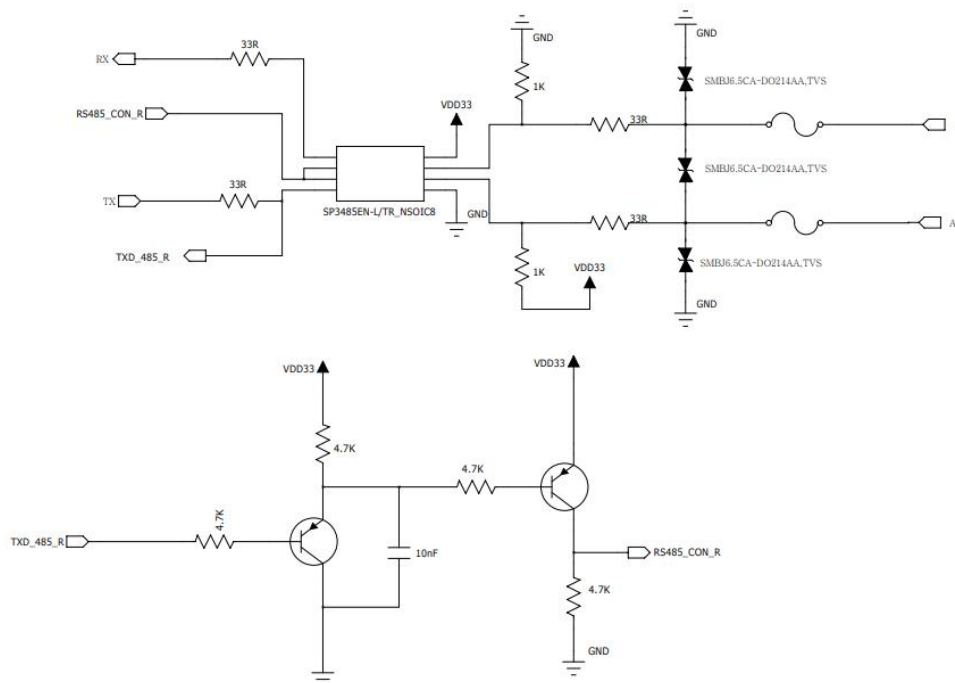 GND
GND
33R
RX
SMBJ6.5CA-DO214AA,TVS
1K
VDD33
RS485_CON_R
33R
33R
SMBJ6.5CA-DO214AA,TVS
TX
SP3485EN-L/TR_NSOIC8
GND
33R
A
TXD_485_R
VDD33
SMBJ6.5CA-DO214AA,TVS
1K
GND
VDD33
VDD33
4.7K
4.7K
4.7K
TXD_485_R
10nF
RS485_CON_R
4.7K
GND